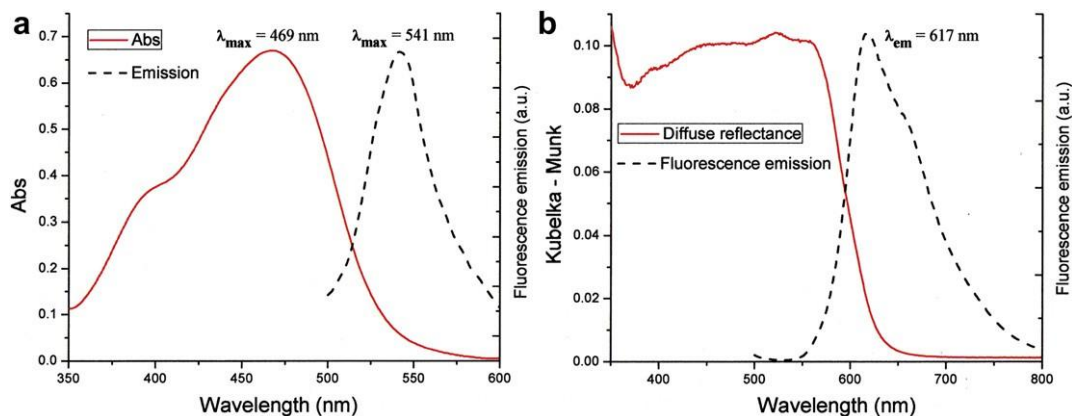 a
λmax = 469 nm
λmax = 541 nm
Abs
Emission
0.7
0.6
0.5
0.4
0.3
0.2
0.1
0.0
Abs
Fluorescence emission (a.u.)
350 400 450 500 550 600
Wavelength (nm)
b
λem = 617 nm
Diffuse reflectance
Fluorescence emission
0.10
0.08
0.06
0.04
0.02
0.00
Kubelka - Munk
Fluorescence emission (a.u.)
400 500 600 700 800
Wavelength (nm)